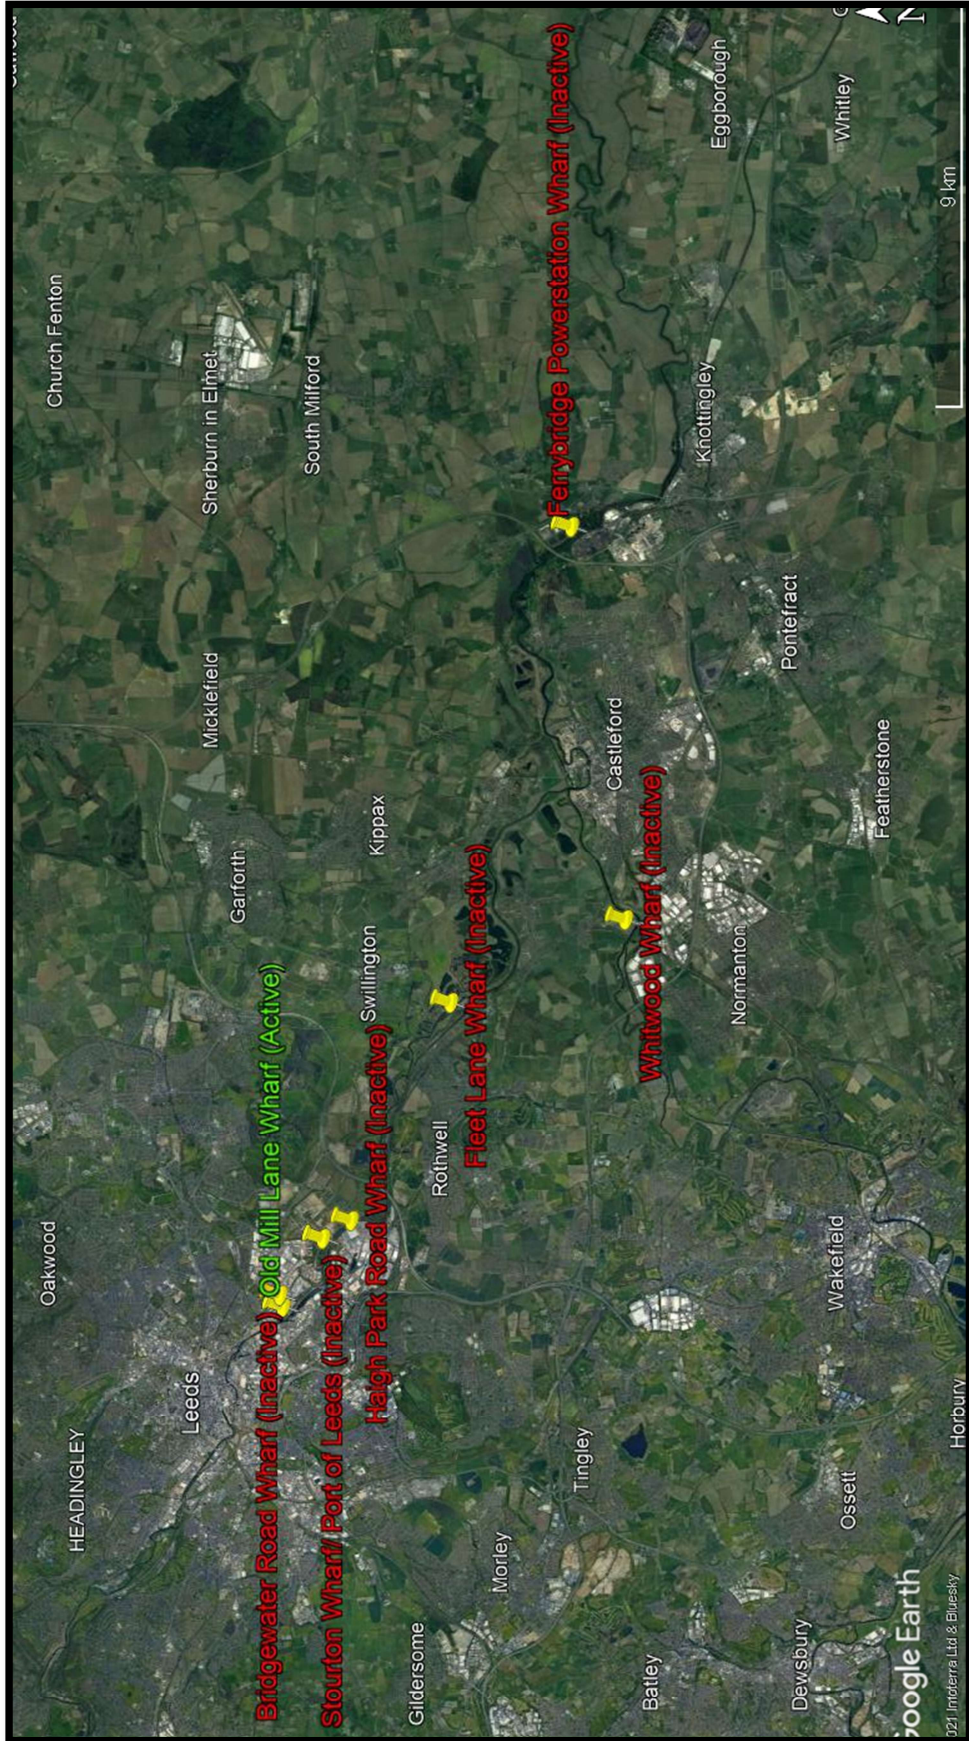 Church Fenton
Sherburn in Elmet
South Milford
Micklefield
Garforth
Kippax
Swillington
Oakwood
HEADINGLEY
Leeds
Old Mill Lane Wharf (Active)
Bridgewater Road Wharf (Inactive)
Stourton Wharf/ Port of Leeds (Inactive)
Haigh Park Road Wharf (Inactive)
Rothwell
Fleet Lane Wharf (Inactive)
Ferrybridge Powerstation Wharf (Inactive)
Castleford
Whitwood Wharf (Inactive)
Knottingley
Eggborough
Whitley
Pontefract
Featherstone
Normanton
Wakefield
Gildersome
Morley
Tingley
Batley
Ossett
Dewsbury
Horbury
N
9 km
oogle Earth
021 Infoterra Ltd & Bluesky